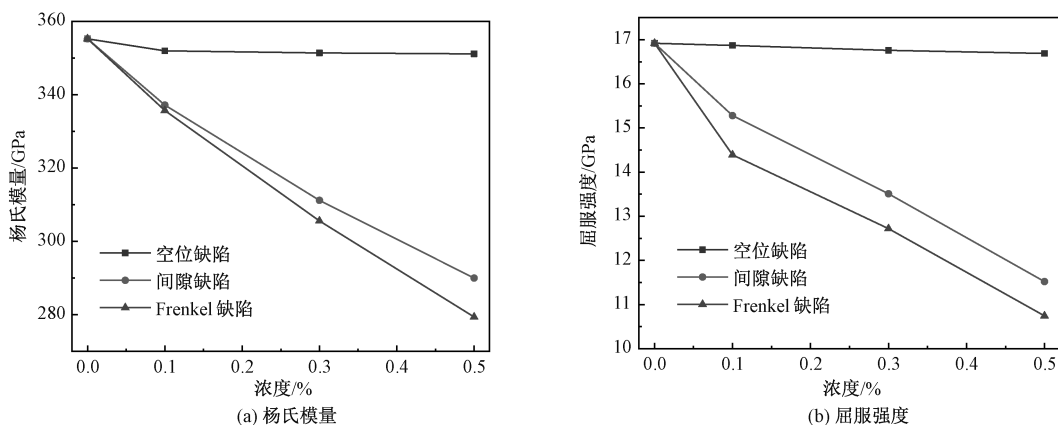 360
340
320
300
280
杨氏模量/GPa
空位缺陷
间隙缺陷
Frenkel 缺陷
0.0 0.1 0.2 0.3 0.4 0.5
浓度/%
(a) 杨氏模量
17
16
15
14
13
12
11
10
屈服强度/GPa
空位缺陷
间隙缺陷
Frenkel 缺陷
0.0 0.1 0.2 0.3 0.4 0.5
浓度/%
(b) 屈服强度